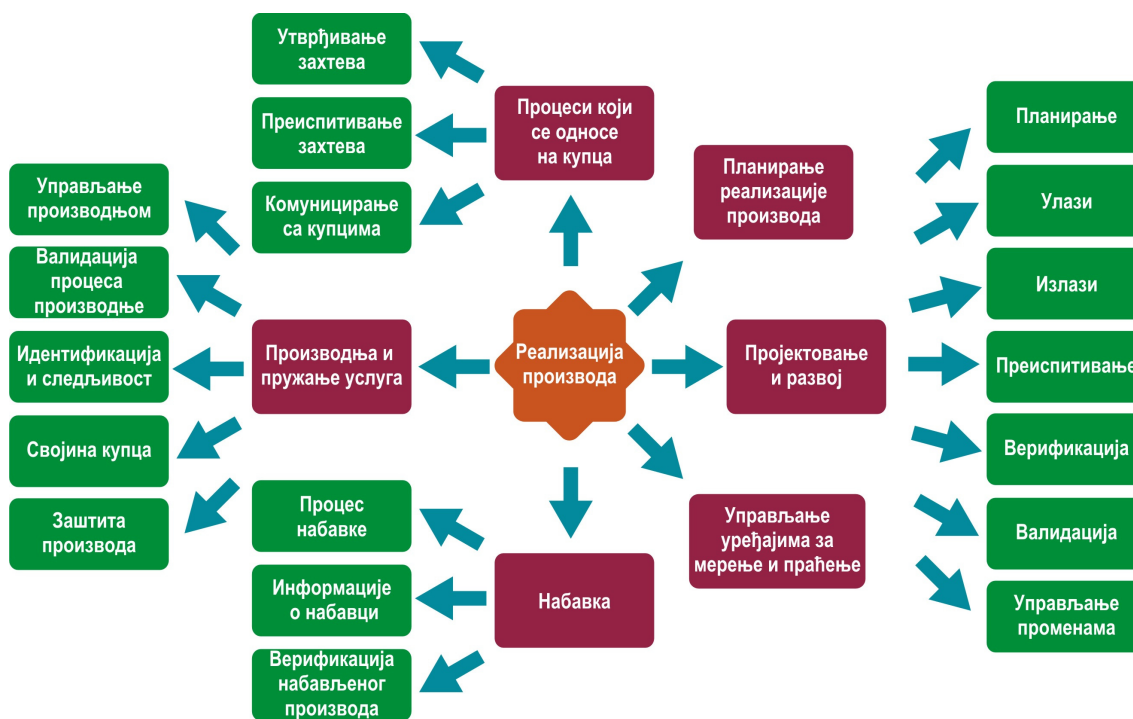 Утврђивање
захтева
Преиспитивање
захтева
Комуницирање
са купцима
Процеси који
се односе
на купца
Планирање
реализације
производа
Планирање
Улази
Излази
Преиспитивање
Верификација
Валидација
Управљање
променама
Управљање
производњом
Валидација
процеса
производње
Идентификација
и следљивост
Својина купца
Заштита
производа
Производња и
пружање услуга
Реализација
производа
Пројектовање
и развој
Процес
набавке
Информације
о набавци
Верификација
набављеног
производа
Набавка
Управљање
уређајима за
мерење и праћење